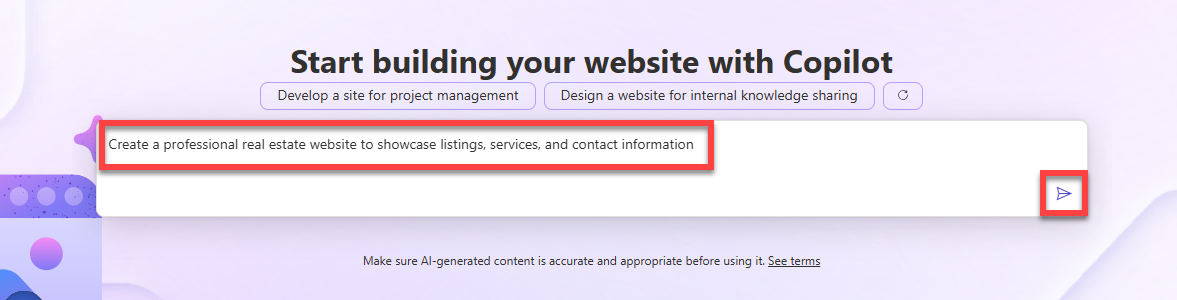 Start building your website with Copilot
Develop a site for project management
Design a website for internal knowledge sharing
Create a professional real estate website to showcase listings, services, and contact information
Make sure AI-generated content is accurate and appropriate before using it. See terms